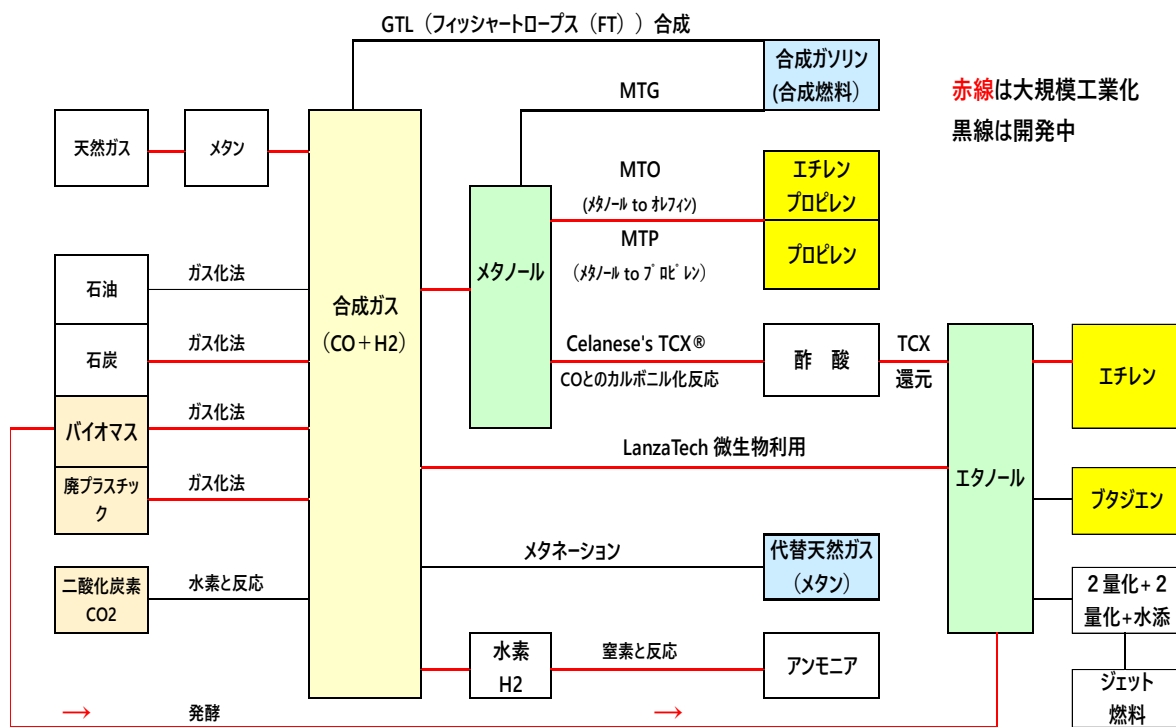 GTL（フィッシャートロープス（FT））合成
合成ガソリン
(合成燃料）
MTG
赤線は大規模工業化
黒線は開発中
天然ガス
メタン
MTO
(メタノール to オレフィン)
エチレン
プロピレン
MTP
（メタノール to プロピレン）
プロピレン
メタノール
石油
ガス化法
合成ガス
（CO＋H2）
石炭
ガス化法
Celanese's TCX®
COとのカルボニル化反応
酢　酸
TCX
還元
エチレン
バイオマス
ガス化法
LanzaTech 微生物利用
エタノール
廃プラスチッ
ク
ガス化法
ブタジエン
メタネーション
代替天然ガス
（メタン）
二酸化炭素
CO2
水素と反応
２量化+２
量化+水添
水素
H2
窒素と反応
アンモニア
ジェット
燃料
→
発酵
→